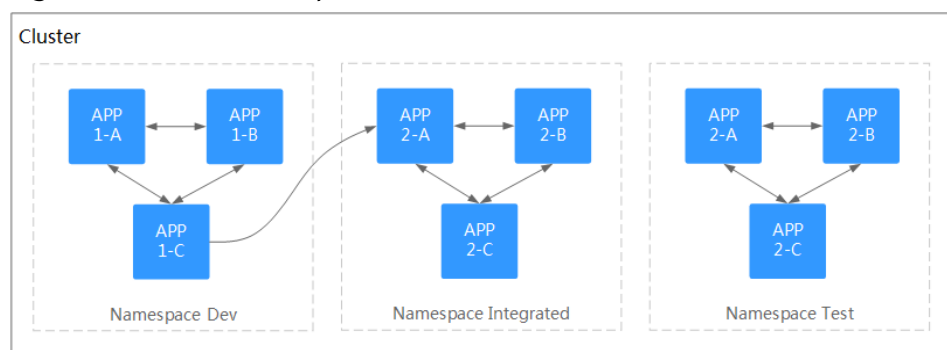 Cluster
APP
1-A
APP
1-B
APP
2-A
APP
2-B
APP
2-A
APP
2-B
APP
1-C
APP
2-C
APP
2-C
Namespace Dev
Namespace Integrated
Namespace Test